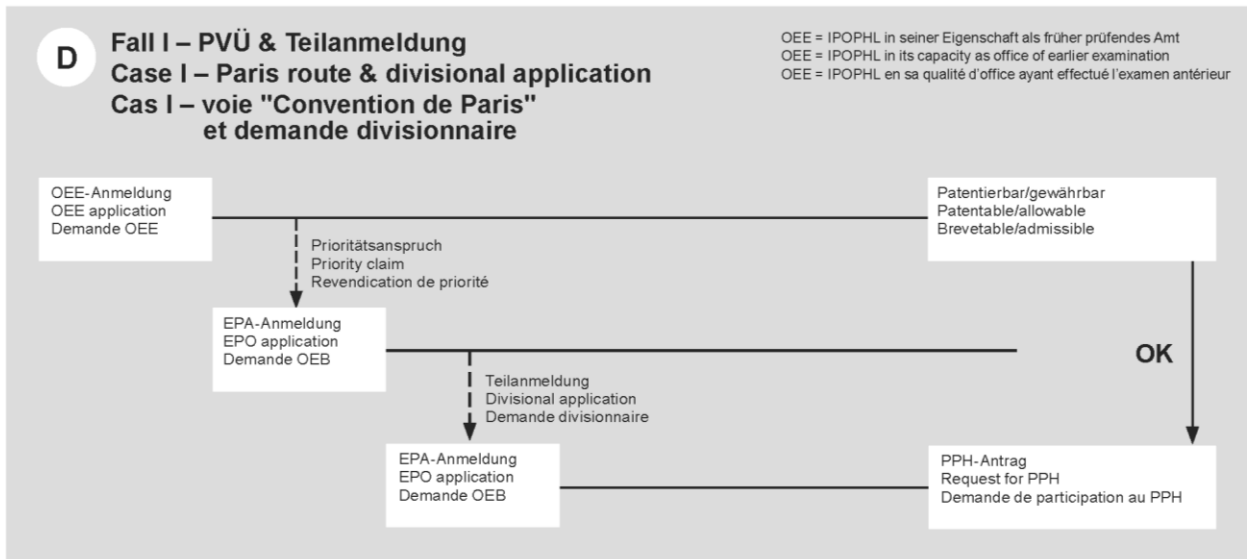 D
Fall I – PVÜ & Teilanmeldung
Case I – Paris route & divisional application
Cas I – voie "Convention de Paris"
et demande divisionnaire
OEE = IPOPHL in seiner Eigenschaft als früher prüfendes Amt
OEE = IPOPHL in its capacity as office of earlier examination
OEE = IPOPHL en sa qualité d'office ayant effectué l'examen antérieur
OEE-Anmeldung
OEE application
Demande OEE
Patentierbar/gewährbar
Patentable/allowable
Brevetable/admissible
Prioritätsanspruch
Priority claim
Revendication de priorité
EPA-Anmeldung
EPO application
Demande OEB
OK
Teilanmeldung
Divisional application
Demande divisionnaire
EPA-Anmeldung
EPO application
Demande OEB
PPH-Antrag
Request for PPH
Demande de participation au PPH